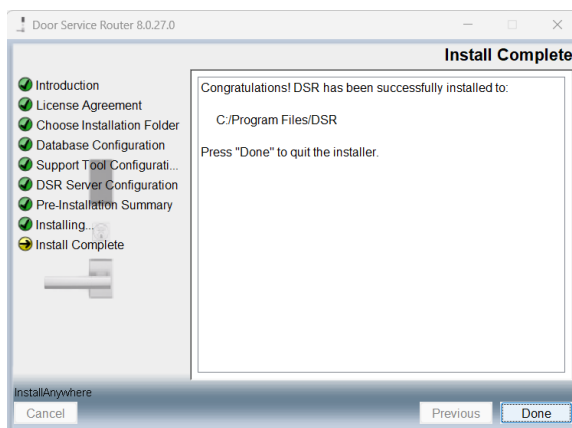 Door Service Router 8.0.27.0
Install Complete
Introduction
License Agreement
Choose Installation Folder
Database Configuration
Support Tool Configurati...
DSR Server Configuration
Pre-Installation Summary
Installing...
Install Complete
Congratulations! DSR has been successfully installed to:
C:/Program Files/DSR
Press "Done" to quit the installer.
InstallAnywhere
Cancel
Previous
Done